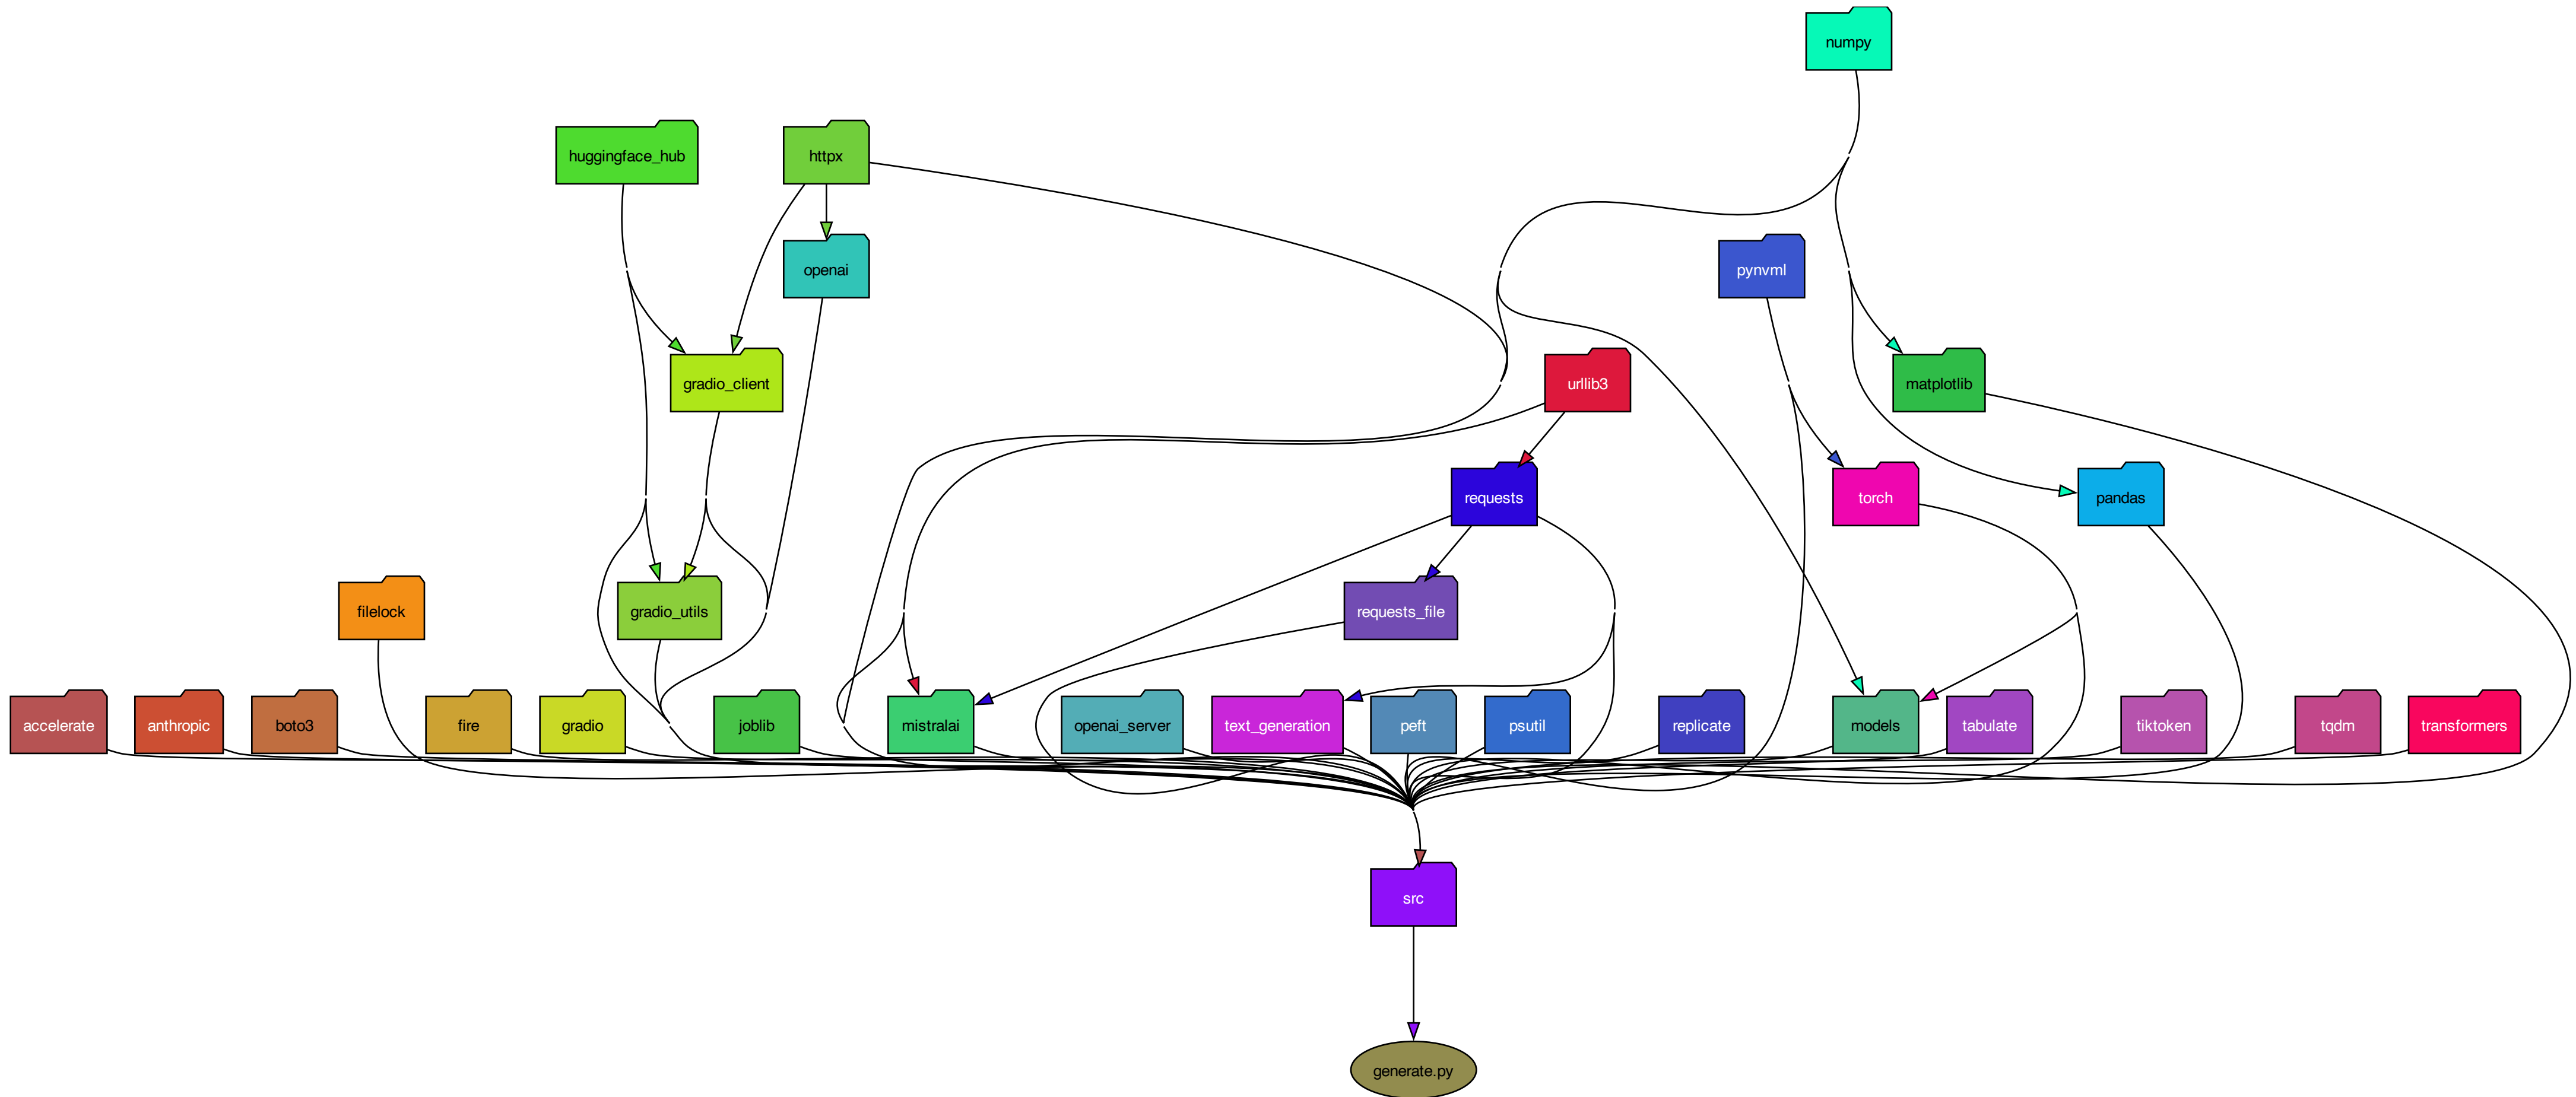 numpy
huggingface_hub
httpx
openai
pynvml
gradio_client
urllib3
matplotlib
requests
torch
pandas
filelock
gradio_utils
requests_file
accelerate
anthropic
boto3
fire
gradio
joblib
mistralai
openai_server
text_generation
peft
psutil
replicate
models
tabulate
tiktoken
tqdm
transformers
src
generate.py